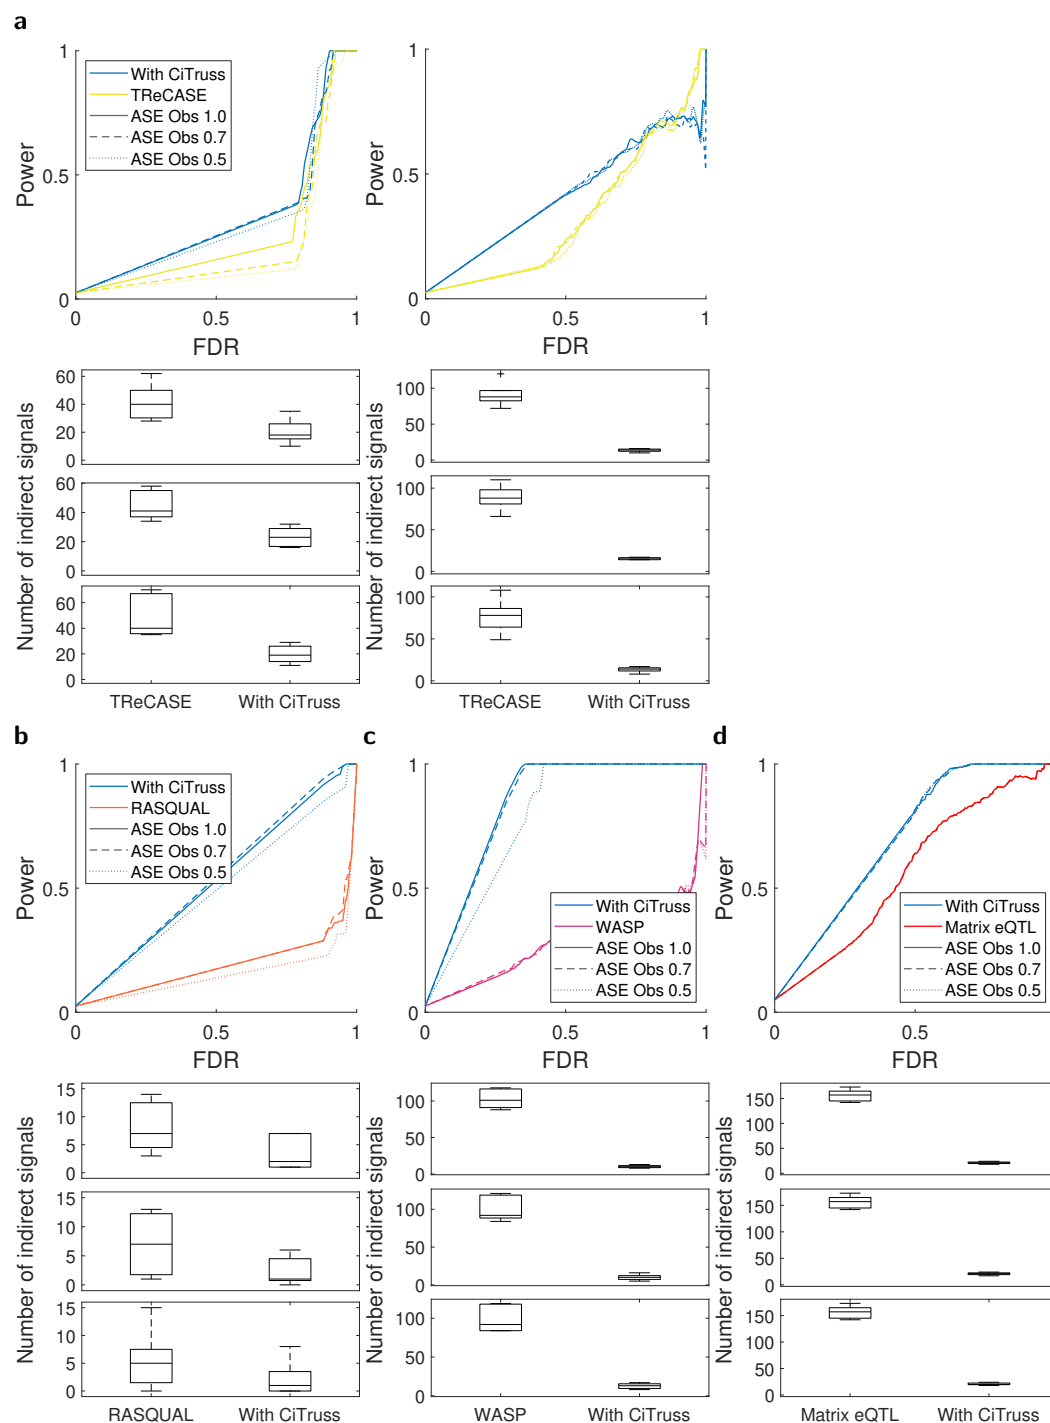 a
1
0.5
0
Power
With CiTruss
TReCASE
ASE Obs 1.0
ASE Obs 0.7
ASE Obs 0.5
0
0.5
1
FDR
1
0.5
0
Power
0
0.5
1
FDR
Number of indirect signals
60
40
20
0
60
40
20
0
60
40
20
0
TReCASE
With CiTruss
Number of indirect signals
100
50
0
100
50
0
100
50
0
TReCASE
With CiTruss
b
1
0.5
0
Power
With CiTruss
RASQUAL
ASE Obs 1.0
ASE Obs 0.7
ASE Obs 0.5
0
0.5
1
FDR
Number of indirect signals
15
10
5
0
15
10
5
0
15
10
5
0
RASQUAL
With CiTruss
c
1
0.5
0
Power
With CiTruss
WASP
ASE Obs 1.0
ASE Obs 0.7
ASE Obs 0.5
0
0.5
1
FDR
Number of indirect signals
100
50
0
100
50
0
100
50
0
WASP
With CiTruss
d
1
0.5
0
Power
With CiTruss
Matrix eQTL
ASE Obs 1.0
ASE Obs 0.7
ASE Obs 0.5
0
0.5
FDR
Number of indirect signals
150
100
50
0
150
100
50
0
150
100
50
0
Matrix eQTL
With CiTruss